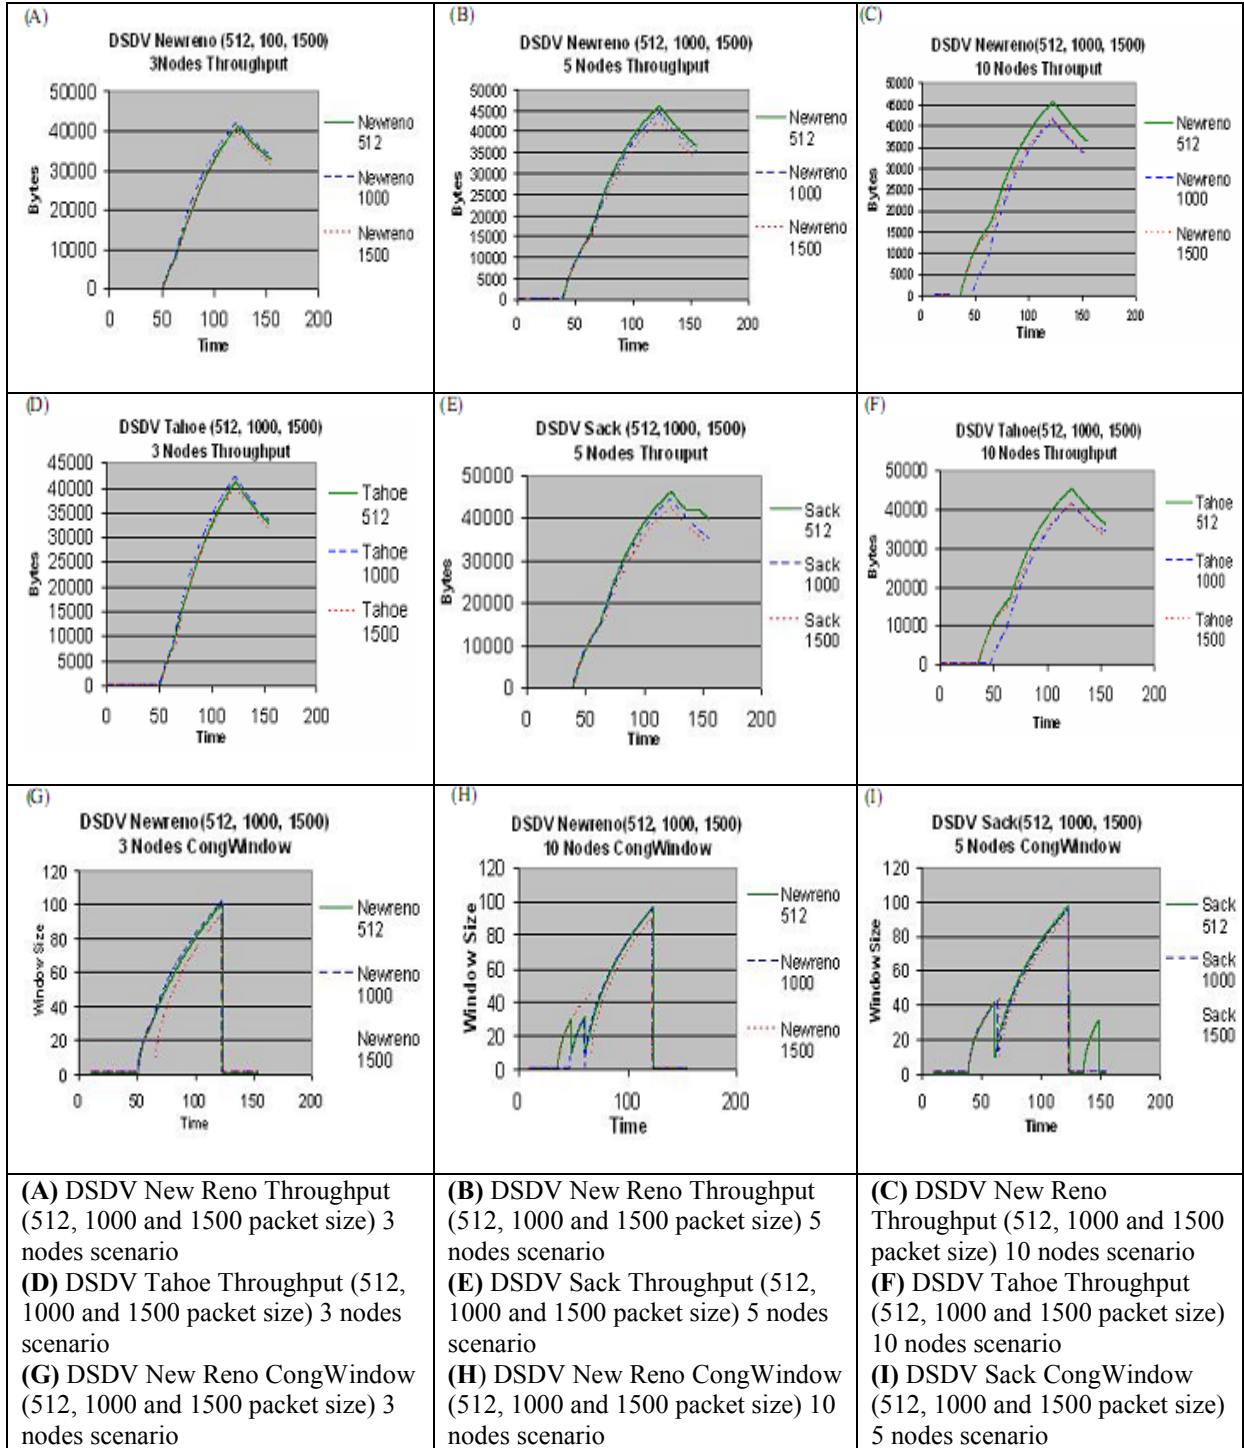 (A)
DSDV Newreno (512, 100, 1500)
3Nodes Throughput
50000
40000
30000
20000
10000
0
Bytes
0 50 100 150 200
Time
Newreno
512
Newreno
1000
Newreno
1500
(B)
DSDV Newreno (512, 1000, 1500)
5 Nodes Throughput
50000
45000
40000
35000
30000
25000
20000
15000
10000
5000
0
Bytes
0 50 100 150 200
Time
Newreno
512
Newreno
1000
Newreno
1500
(C)
DSDV Newreno(512, 1000, 1500)
10 Nodes Throuput
50000
45000
40000
35000
30000
25000
20000
15000
10000
5000
0
Bytes
0 50 100 150 200
Time
Newreno
512
Newreno
1000
Newreno
1500
(D)
DSDV Tahoe (512, 1000, 1500)
3 Nodes Throughput
45000
40000
35000
30000
25000
20000
15000
10000
5000
0
Bytes
0 50 100 150 200
Time
Tahoe
512
Tahoe
1000
Tahoe
1500
(E)
DSDV Sack (512,1000, 1500)
5 Nodes Throuput
50000
40000
30000
20000
10000
0
Bytes
0 50 100 150 200
Time
Sack
512
Sack
1000
Sack
1500
(F)
DSDV Tahoe(512, 1000, 1500)
10 Nodes Throughput
50000
40000
30000
20000
10000
0
Bytes
0 50 100 150 200
Time
Tahoe
512
Tahoe
1000
Tahoe
1500
(G)
DSDV Newreno(512, 1000, 1500)
3 Nodes CongWindow
120
100
80
60
40
20
0
Window Size
0 50 100 150 200
Time
Newreno
512
Newreno
1000
Newreno
1500
(H)
DSDV Newreno(512, 1000, 1500)
10 Nodes CongWindow
120
100
80
60
40
20
0
Window Size
0 100 200
Time
Newreno
512
Newreno
1000
Newreno
1500
(I)
DSDV Sack(512, 1000, 1500)
5 Nodes CongWindow
120
100
80
60
40
20
0
Window Size
0 50 100 150 200
Time
Sack
512
Sack
1000
Sack
1500
(A) DSDV New Reno Throughput
(512, 1000 and 1500 packet size) 3
nodes scenario
(D) DSDV Tahoe Throughput (512,
1000 and 1500 packet size) 3 nodes
scenario
(G) DSDV New Reno CongWindow
(512, 1000 and 1500 packet size) 3
nodes scenario
(B) DSDV New Reno Throughput
(512, 1000 and 1500 packet size) 5
nodes scenario
(E) DSDV Sack Throughput (512,
1000 and 1500 packet size) 5 nodes
scenario
(H) DSDV New Reno CongWindow
(512, 1000 and 1500 packet size) 10
nodes scenario
(C) DSDV New Reno
Throughput (512, 1000 and 1500
packet size) 10 nodes scenario
(F) DSDV Tahoe Throughput
(512, 1000 and 1500 packet size)
10 nodes scenario
(I) DSDV Sack CongWindow
(512, 1000 and 1500 packet size)
5 nodes scenario